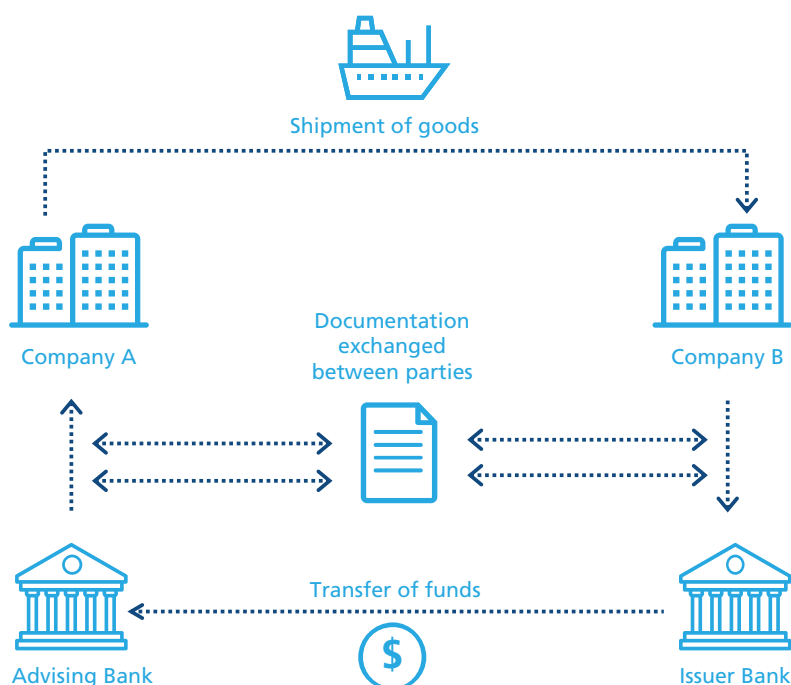 Shipment of goods
Company A
Documentation
exchanged
between parties
Company B
Transfer of funds
$
Advising Bank
Issuer Bank